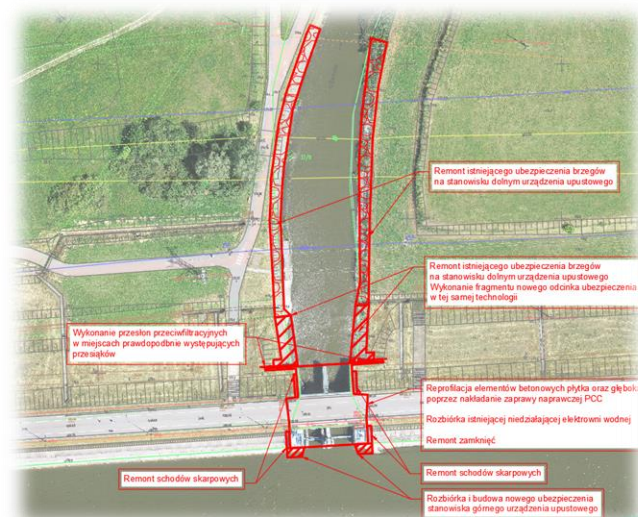 Remont istniejącego ubezpieczenia brzegów
na stanowisku dolnym urządzenia upustowego
Remont istniejącego ubezpieczenia brzegów
na stanowisku dolnym urządzenia upustowego
Wykonanie fragmentu nowego odcinka ubezpieczenia
w tej samej technologii
Wykonanie przesłon przeciwfiltracyjnych
w miejscach prawdopodbnie występujących
przesiąków
Reprofilacja elementów betonowych płytka oraz głębok
poprzez nakładanie zaprawy naprawczej PCC
Rozbiórka istniejącej niedziałającej elektrowni wodnej
Remont zamknięć
Remont schodów skarpowych
Remont schodów skarpowych
Rozbiórka i budowa nowego ubezpieczenia
stanowiska górnego urządzenia upustowego